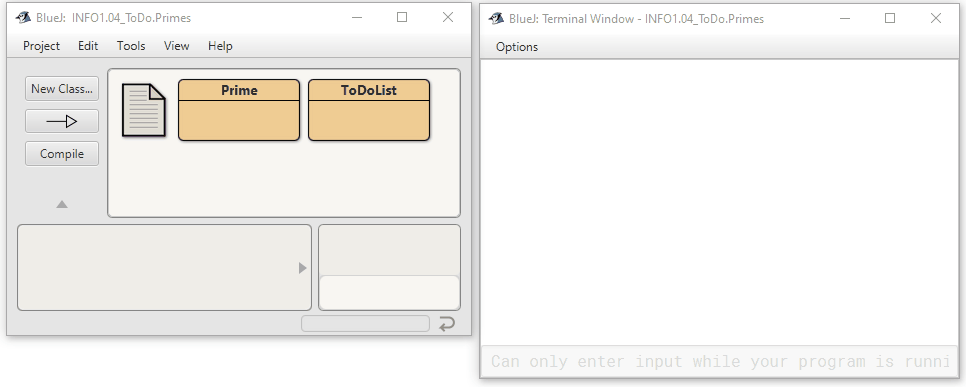 BlueJ: INFO1.04_ToDo.Primes
Project Edit Tools View Help
New Class...
Compile
Prime
ToDoList
BlueJ: Terminal Window - INFO1.04_ToDo.Primes
Options
Can only enter input while your program is runni